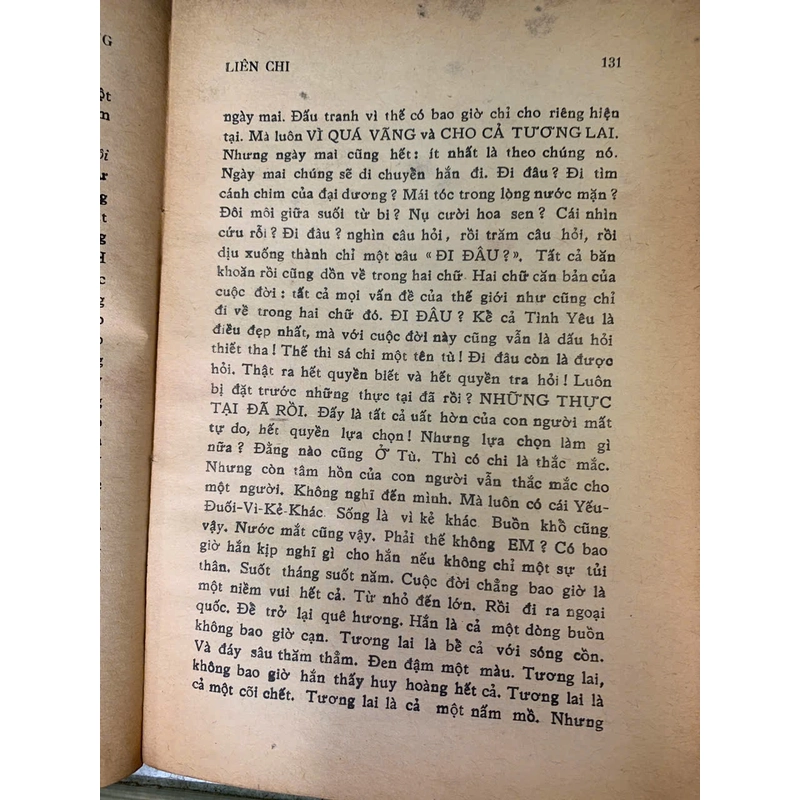 G
LIÊN CHI 131
ột
m
ngày mai. Đấu tranh vì thế có bao giờ chỉ cho riêng hiện
tại. Mà luôn VÌ QUÁ VÃNG và CHO CẢ TƯƠNG LAI.
Nhưng ngày mai cũng hết: ít nhất là theo chúng nó.
Ngày mai chúng sẽ di chuyển hắn đi. Đi đâu? Đi tìm
cánh chim của đại dương? Mái tóc trong lòng nước mặn?
Đôi môi giữa suối từ bi? Nụ cười hoa sen? Cái nhìn
cứu rỗi? Đi đâu? nghìn câu hỏi, rồi trăm câu hỏi, rồi
dịu xuống thành chỉ một câu «ĐI ĐÂU?». Tất cả băn
khoăn rồi cũng dồn về trong hai chữ. Hai chữ căn bản của
cuộc đời: tất cả mọi vấn đề của thế giới như cũng chỉ
đi về trong hai chữ đó. ĐI ĐÂU? Kể cả Tình Yêu là
điều đẹp nhất, mà với cuộc đời này cũng vẫn là dấu hỏi
thiết tha! Thế thì sá chi một tên tù! Đi đâu còn là được
hỏi. Thật ra hết quyền biết và hết quyền tra hỏi! Luôn
bị đặt trước những thực tại đã rồi? NHỮNG THỰC
TẠI ĐÃ RỒI. Đấy là tất cả uất hờn của con người mất
tự do, hết quyền lựa chọn! Nhưng lựa chọn làm gì
nữa? Đằng nào cũng Ở TÙ. Thì có chi là thắc mắc.
Nhưng còn tâm hồn của con người vẫn thắc mắc cho
một người. Không nghĩ đến mình. Mà luôn có cái Yếu-
Đuối-Vì-Kẻ-Khác. Sống là vì kẻ khác. Buồn khổ cũng
vậy. Nước mắt cũng vậy. Phải thế không EM? Có bao
giờ hắn kịp nghĩ gì cho hắn nếu không chỉ một sự tủi
thân. Suốt tháng suốt năm. Cuộc đời chẳng bao giờ là
một niềm vui hết cả. Từ nhỏ đến lớn. Rồi đi ra ngoại
quốc. Để trở lại quê hương. Hắn là cả một dòng buồn
không bao giờ cạn. Tương lai là bề cả với sóng cồn.
Và đáy sâu thăm thẳm. Đen đậm một màu. Tương lai,
không bao giờ hắn thấy huy hoàng hết cả. Tương lai là
cả một cõi chết. Tương lai là cả một nấm mồ. Nhưng